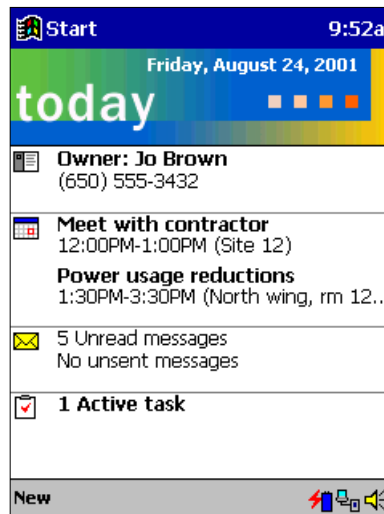 Start 9:52a
Friday, August 24, 2001
today
Owner: Jo Brown
(650) 555-3432
Meet with contractor
12:00PM-1:00PM (Site 12)
Power usage reductions
1:30PM-3:30PM (North wing, rm 12..
5 Unread messages
No unsent messages
1 Active task
New